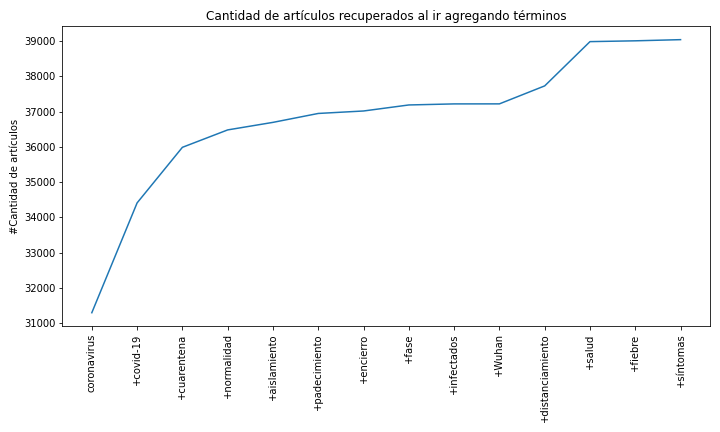 Cantidad de artículos recuperados al ir agregando términos
#Cantidad de artículos
39000
38000
37000
36000
35000
34000
33000
32000
31000
coronavirus
+covid-19
+cuarentena
+normalidad
+aislamiento
+padecimiento
+encierro
+fase
+infectados
+Wuhan
+distanciamiento
+salud
+fiebre
+síntomas